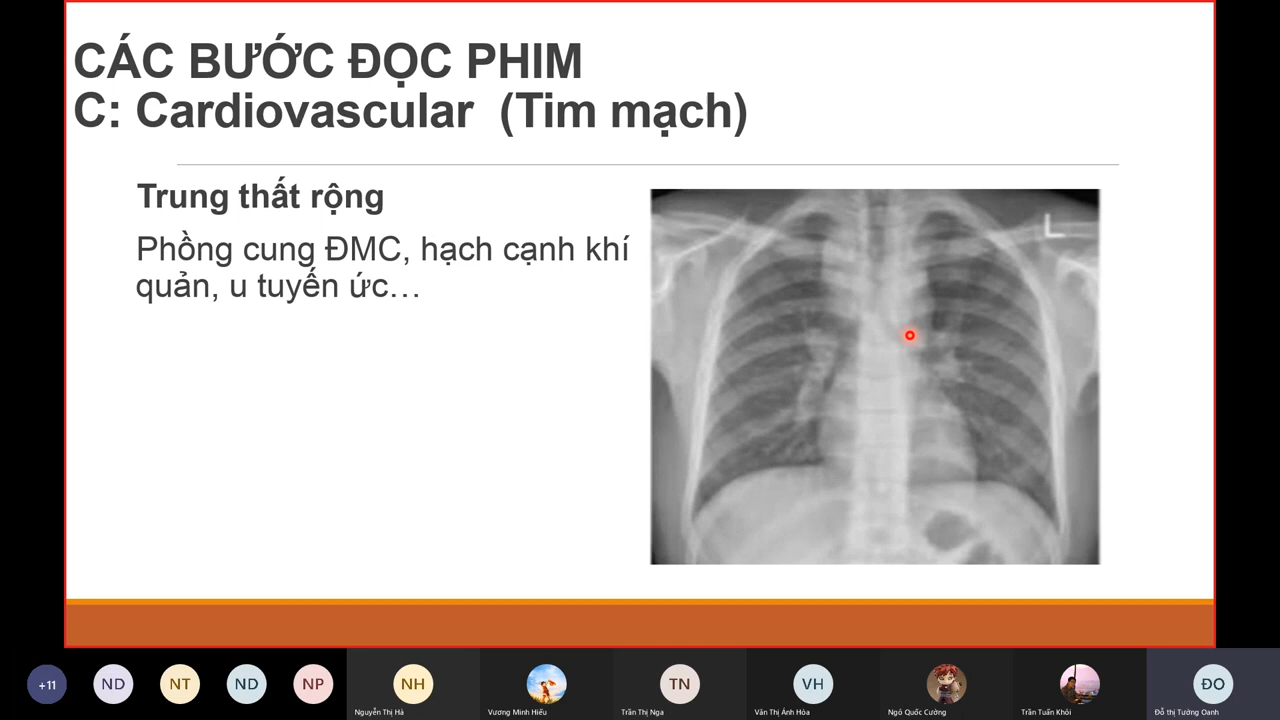 CÁC BƯỚC ĐỌC PHIM
C: Cardiovascular (Tim mạch)
Trung thất rộng
Phồng cung ĐMC, hạch cạnh khí
quản, u tuyến ức…
L
+11
ND
NT
ND
NP
NH
TN
VH
ĐO
Nguyễn Thị Hà
Vương Minh Hiếu
Trần Thị Nga
Văn Thị Ánh Hòa
Ngô Quốc Cường
Trần Tuấn Khôi
Đỗ thị Tường Oanh